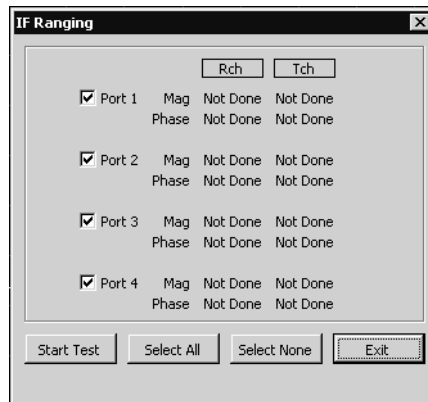 IF Ranging
Rch Tch
Port 1 Mag Not Done Not Done
Phase Not Done Not Done
Port 2 Mag Not Done Not Done
Phase Not Done Not Done
Port 3 Mag Not Done Not Done
Phase Not Done Not Done
Port 4 Mag Not Done Not Done
Phase Not Done Not Done
Start Test Select All Select None Exit